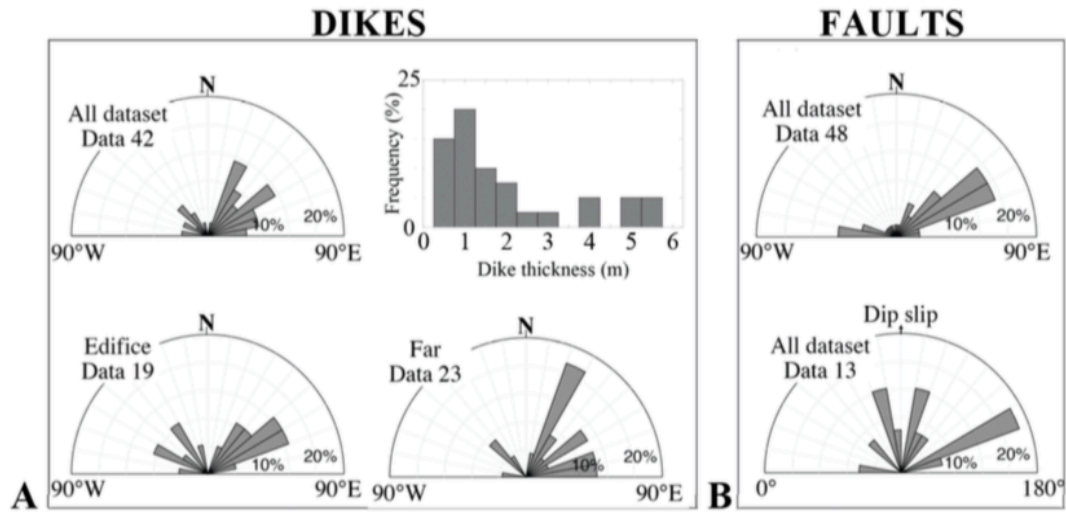 DIKES
FAULTS
N
All dataset
Data 42
10%
20%
90°W
90°E
25
Frequency (%)
0
0 1 2 3 4 5 6
Dike thickness (m)
N
All dataset
Data 48
10%
20%
90°W
90°E
N
Edifice
Data 19
10%
20%
90°W
90°E
N
Far
Data 23
10%
20%
90°W
90°E
Dip slip
All dataset
Data 13
10%
20%
0°
180°
A
B